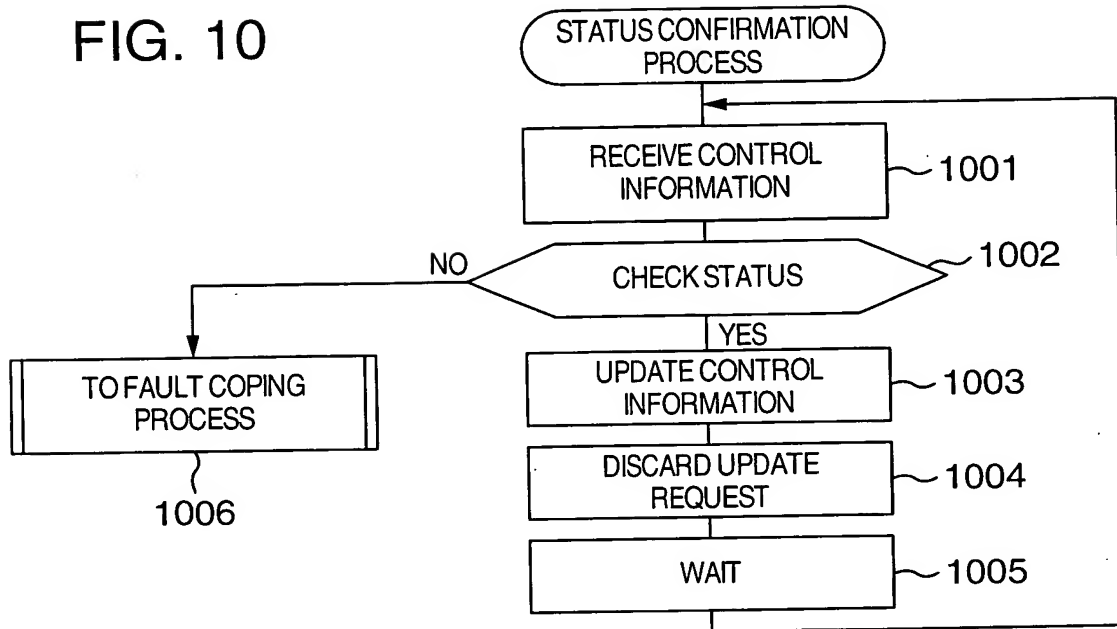 FIG. 10
STATUS CONFIRMATION
PROCESS
RECEIVE CONTROL
INFORMATION
1001
CHECK STATUS
1002
NO
YES
TO FAULT COPING
PROCESS
1006
UPDATE CONTROL
INFORMATION
1003
DISCARD UPDATE
REQUEST
1004
WAIT
1005